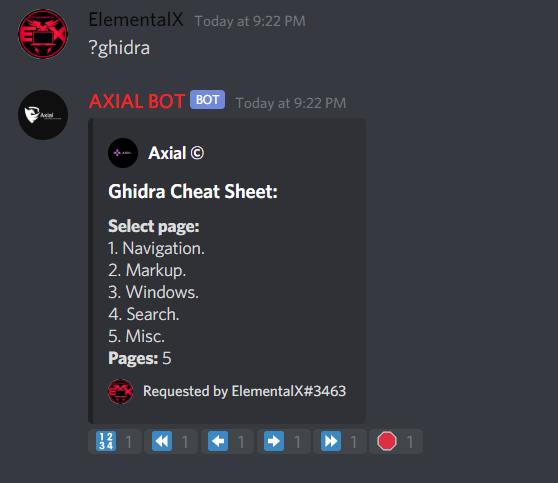 ElementalX Today at 9:22 PM
?ghidra
AXIAL BOT BOT Today at 9:22 PM
Axial
Axial ©
Ghidra Cheat Sheet:
Select page:
1. Navigation.
2. Markup.
3. Windows.
4. Search.
5. Misc.
Pages: 5
Requested by ElementalX#3463
1234 1 1 1 1 1 1